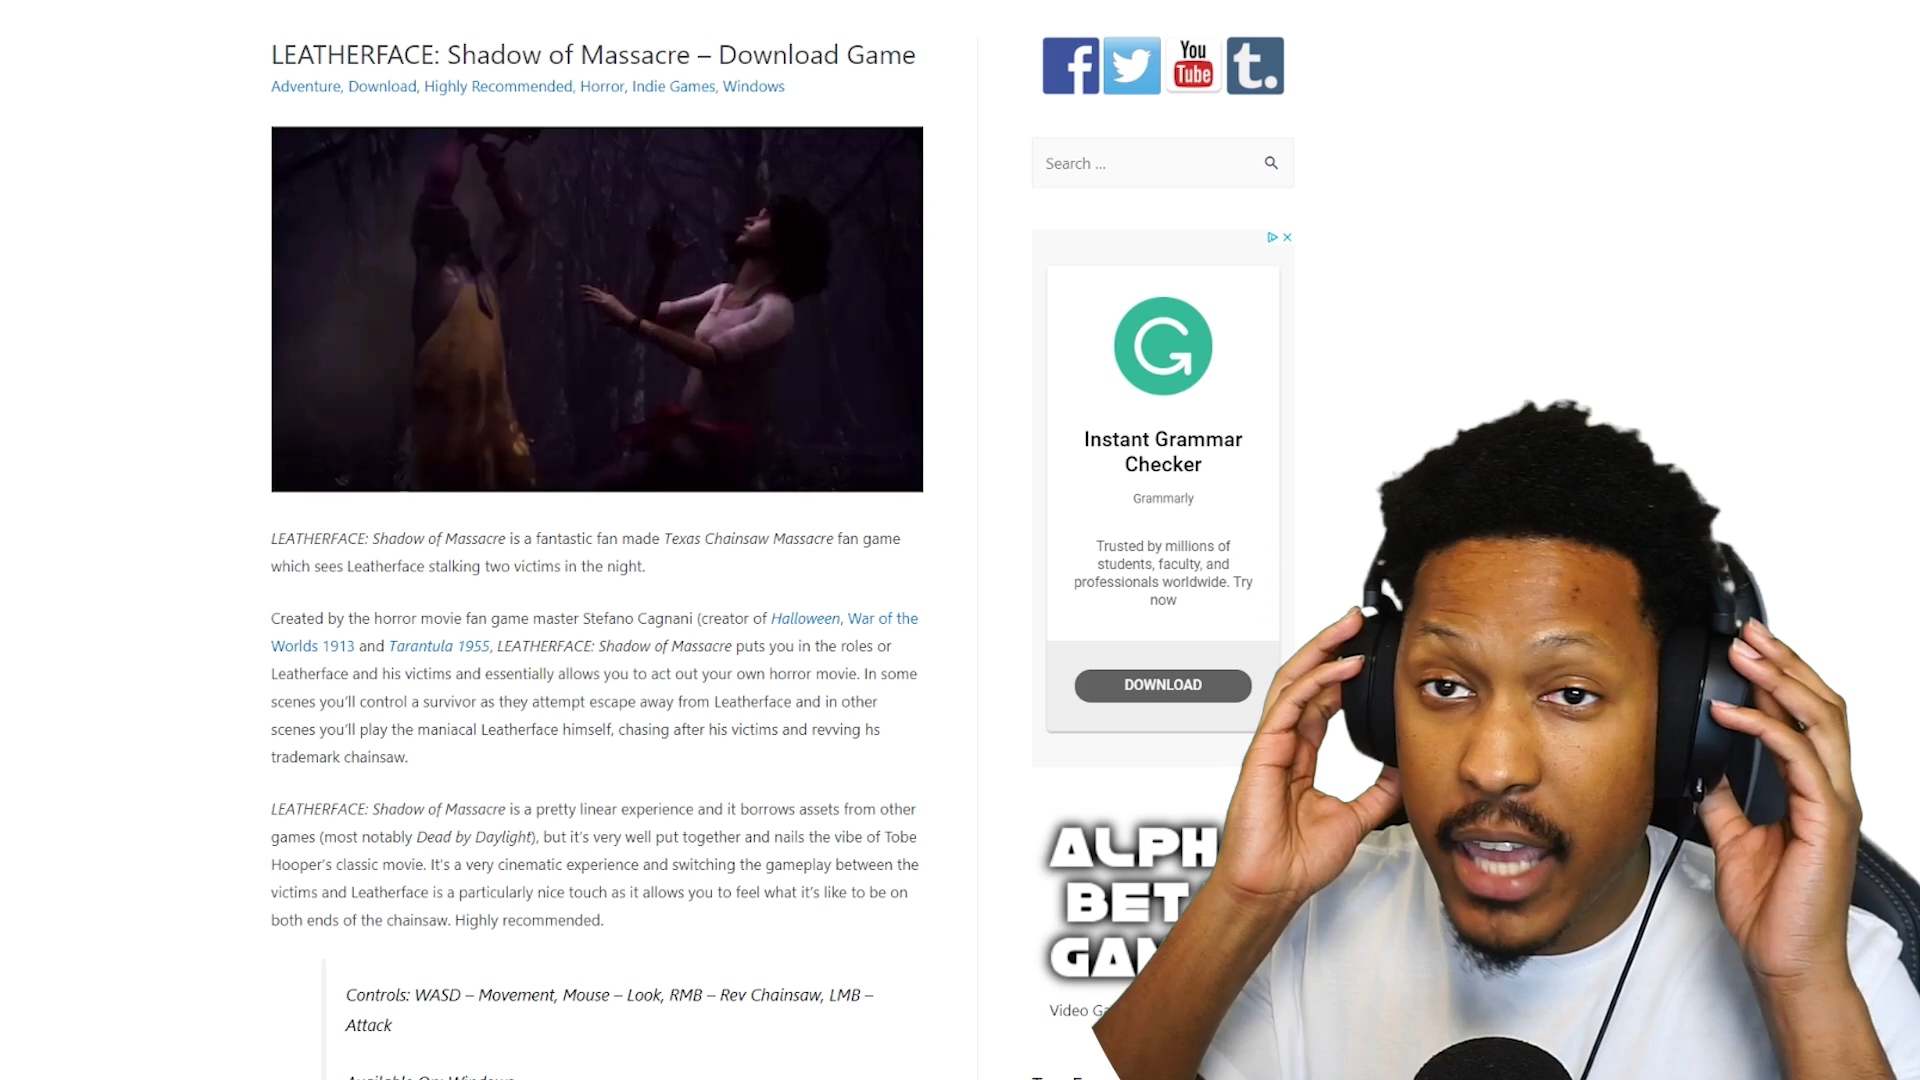 LEATHERFACE: Shadow of Massacre – Download Game
Adventure, Download, Highly Recommended, Horror, Indie Games, Windows
LEATHERFACE: Shadow of Massacre is a fantastic fan made Texas Chainsaw Massacre fan game
which sees Leatherface stalking two victims in the night.
Created by the horror movie fan game master Stefano Cagnani (creator of Halloween, War of the
Worlds 1913 and Tarantula 1955, LEATHERFACE: Shadow of Massacre puts you in the roles or
Leatherface and his victims and essentially allows you to act out your own horror movie. In some
scenes you'll control a survivor as they attempt escape away from Leatherface and in other
scenes you'll play the maniacal Leatherface himself, chasing after his victims and revving hs
trademark chainsaw.
LEATHERFACE: Shadow of Massacre is a pretty linear experience and it borrows assets from other
games (most notably Dead by Daylight), but it's very well put together and nails the vibe of Tobe
Hooper's classic movie. It's a very cinematic experience and switching the gameplay between the
victims and Leatherface is a particularly nice touch as it allows you to feel what it's like to be on
both ends of the chainsaw. Highly recommended.
Controls: WASD – Movement, Mouse – Look, RMB – Rev Chainsaw, LMB –
Attack
Available On: Windows
f
You
Tube
t.
Search ...
G
Instant Grammar
Checker
Grammarly
Trusted by millions of
students, faculty, and
professionals worldwide. Try
now
DOWNLOAD
ALPH
BET
GA
Video